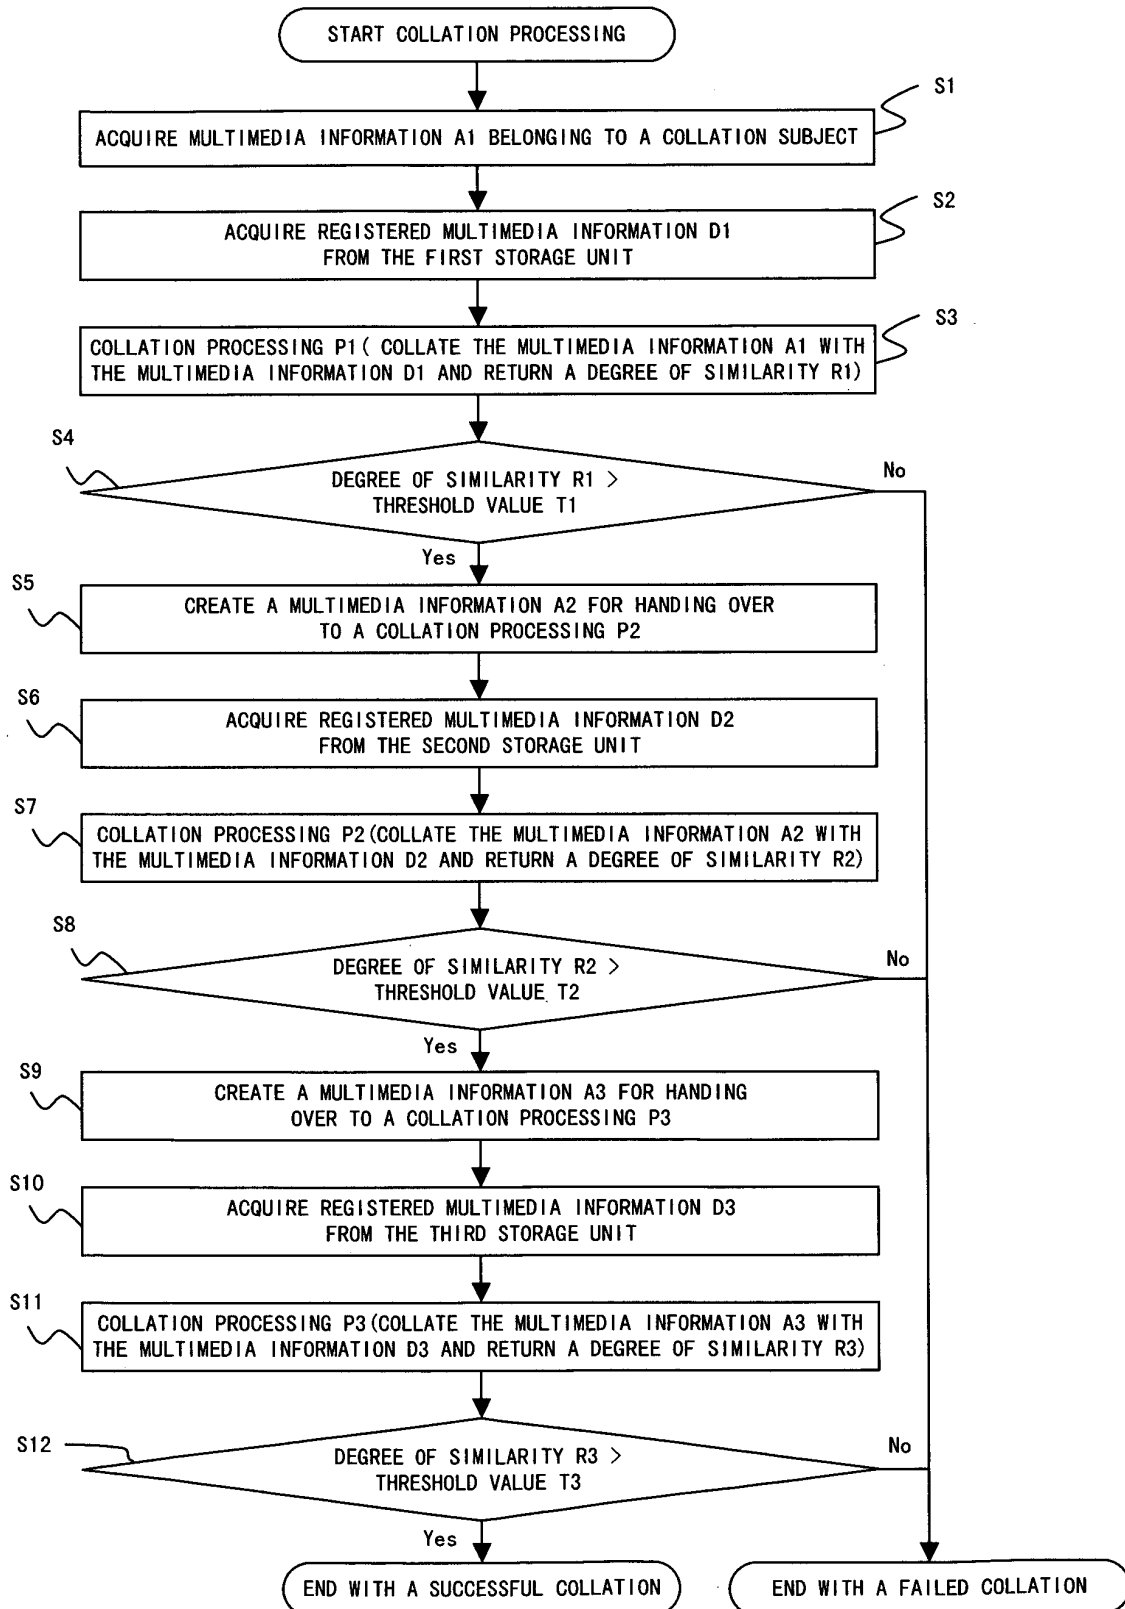 START COLLATION PROCESSING
S1
ACQUIRE MULTIMEDIA INFORMATION A1 BELONGING TO A COLLATION SUBJECT
S2
ACQUIRE REGISTERED MULTIMEDIA INFORMATION D1
FROM THE FIRST STORAGE UNIT
S3
COLLATION PROCESSING P1( COLLATE THE MULTIMEDIA INFORMATION A1 WITH
THE MULTIMEDIA INFORMATION D1 AND RETURN A DEGREE OF SIMILARITY R1)
S4
DEGREE OF SIMILARITY R1 >
THRESHOLD VALUE T1
No
Yes
S5
CREATE A MULTIMEDIA INFORMATION A2 FOR HANDING OVER
TO A COLLATION PROCESSING P2
S6
ACQUIRE REGISTERED MULTIMEDIA INFORMATION D2
FROM THE SECOND STORAGE UNIT
S7
COLLATION PROCESSING P2(COLLATE THE MULTIMEDIA INFORMATION A2 WITH
THE MULTIMEDIA INFORMATION D2 AND RETURN A DEGREE OF SIMILARITY R2)
S8
DEGREE OF SIMILARITY R2 >
THRESHOLD VALUE T2
No
Yes
S9
CREATE A MULTIMEDIA INFORMATION A3 FOR HANDING
OVER TO A COLLATION PROCESSING P3
S10
ACQUIRE REGISTERED MULTIMEDIA INFORMATION D3
FROM THE THIRD STORAGE UNIT
S11
COLLATION PROCESSING P3(COLLATE THE MULTIMEDIA INFORMATION A3 WITH
THE MULTIMEDIA INFORMATION D3 AND RETURN A DEGREE OF SIMILARITY R3)
S12
DEGREE OF SIMILARITY R3 >
THRESHOLD VALUE T3
No
Yes
END WITH A SUCCESSFUL COLLATION
END WITH A FAILED COLLATION